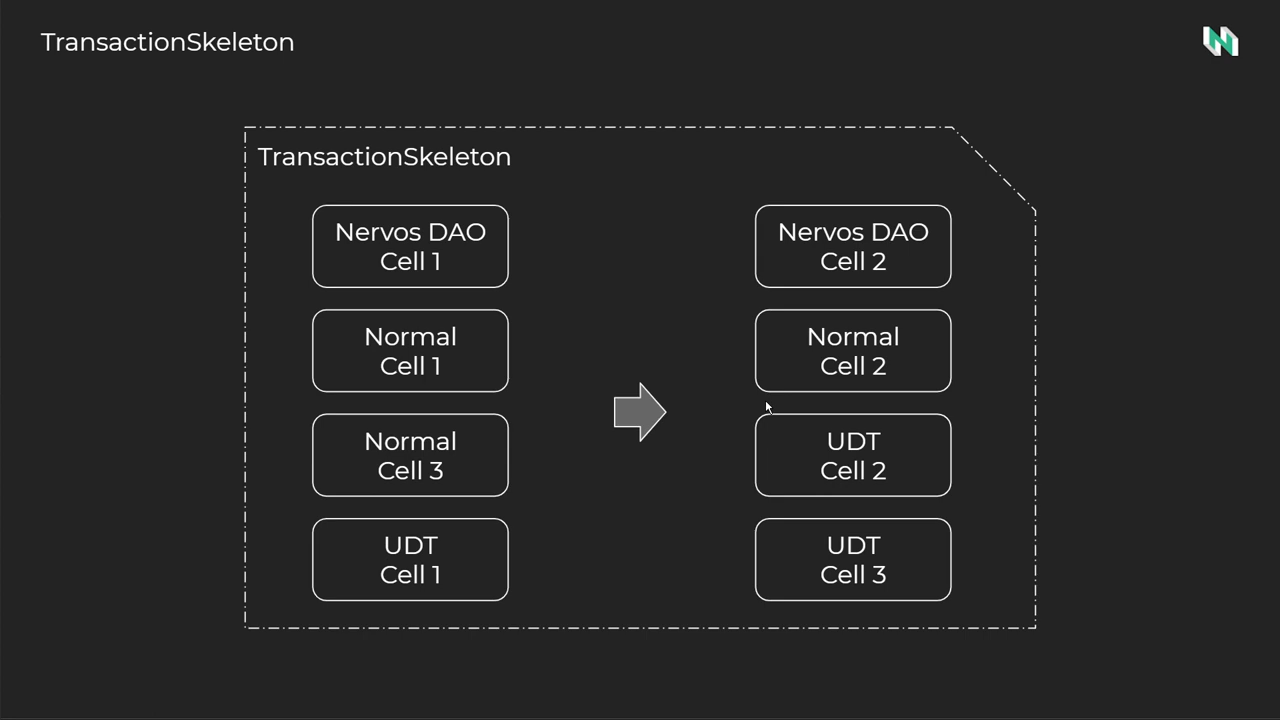 TransactionSkeleton
TransactionSkeleton
Nervos DAO
Cell 1
Normal
Cell 1
Normal
Cell 3
UDT
Cell 1
Nervos DAO
Cell 2
Normal
Cell 2
UDT
Cell 2
UDT
Cell 3